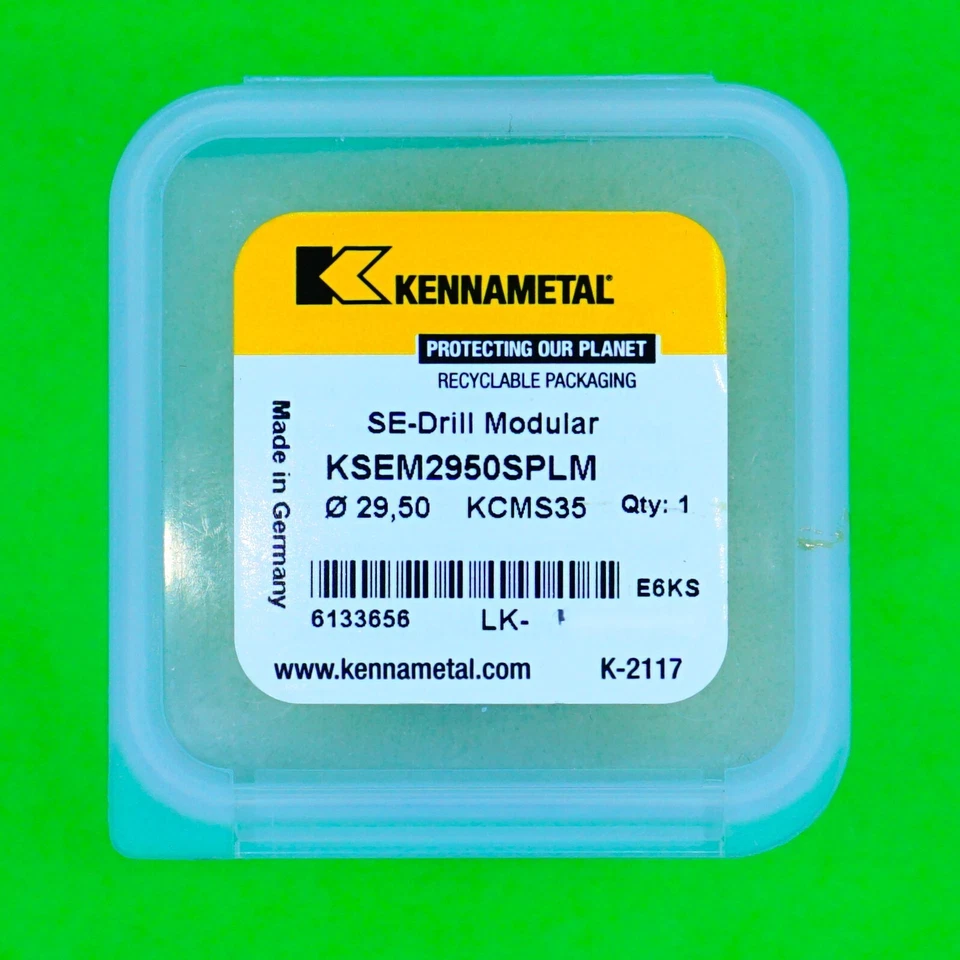 KENNAMETAL®
PROTECTING OUR PLANET
RECYCLABLE PACKAGING
SE-Drill Modular
KSEM2950SPLM
Ø 29,50 KCMS35 Qty: 1
Made in Germany
E6KS
6133656 LK-
www.kennametal.com K-2117